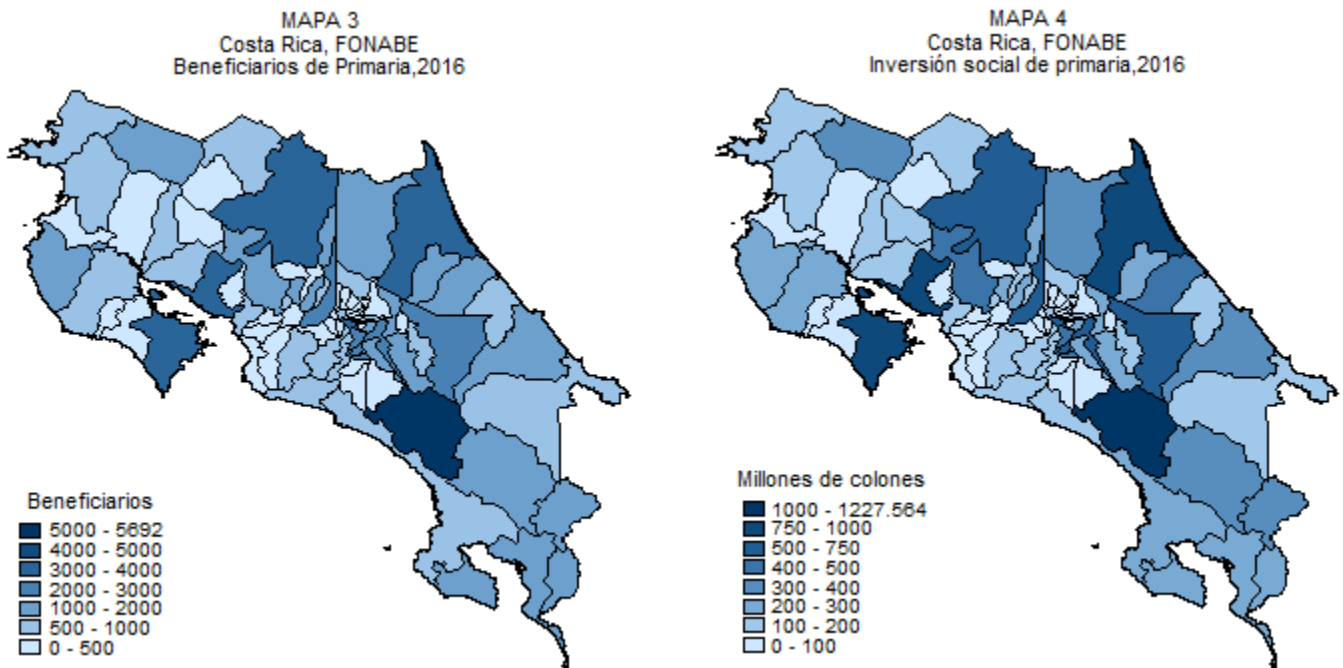 MAPA 3
Costa Rica, FONABE
Beneficiarios de Primaria,2016
Beneficiarios
5000 - 5692
4000 - 5000
3000 - 4000
2000 - 3000
1000 - 2000
500 - 1000
0 - 500
MAPA 4
Costa Rica, FONABE
Inversión social de primaria,2016
Millones de colones
1000 - 1227.564
750 - 1000
500 - 750
400 - 500
300 - 400
200 - 300
100 - 200
0 - 100